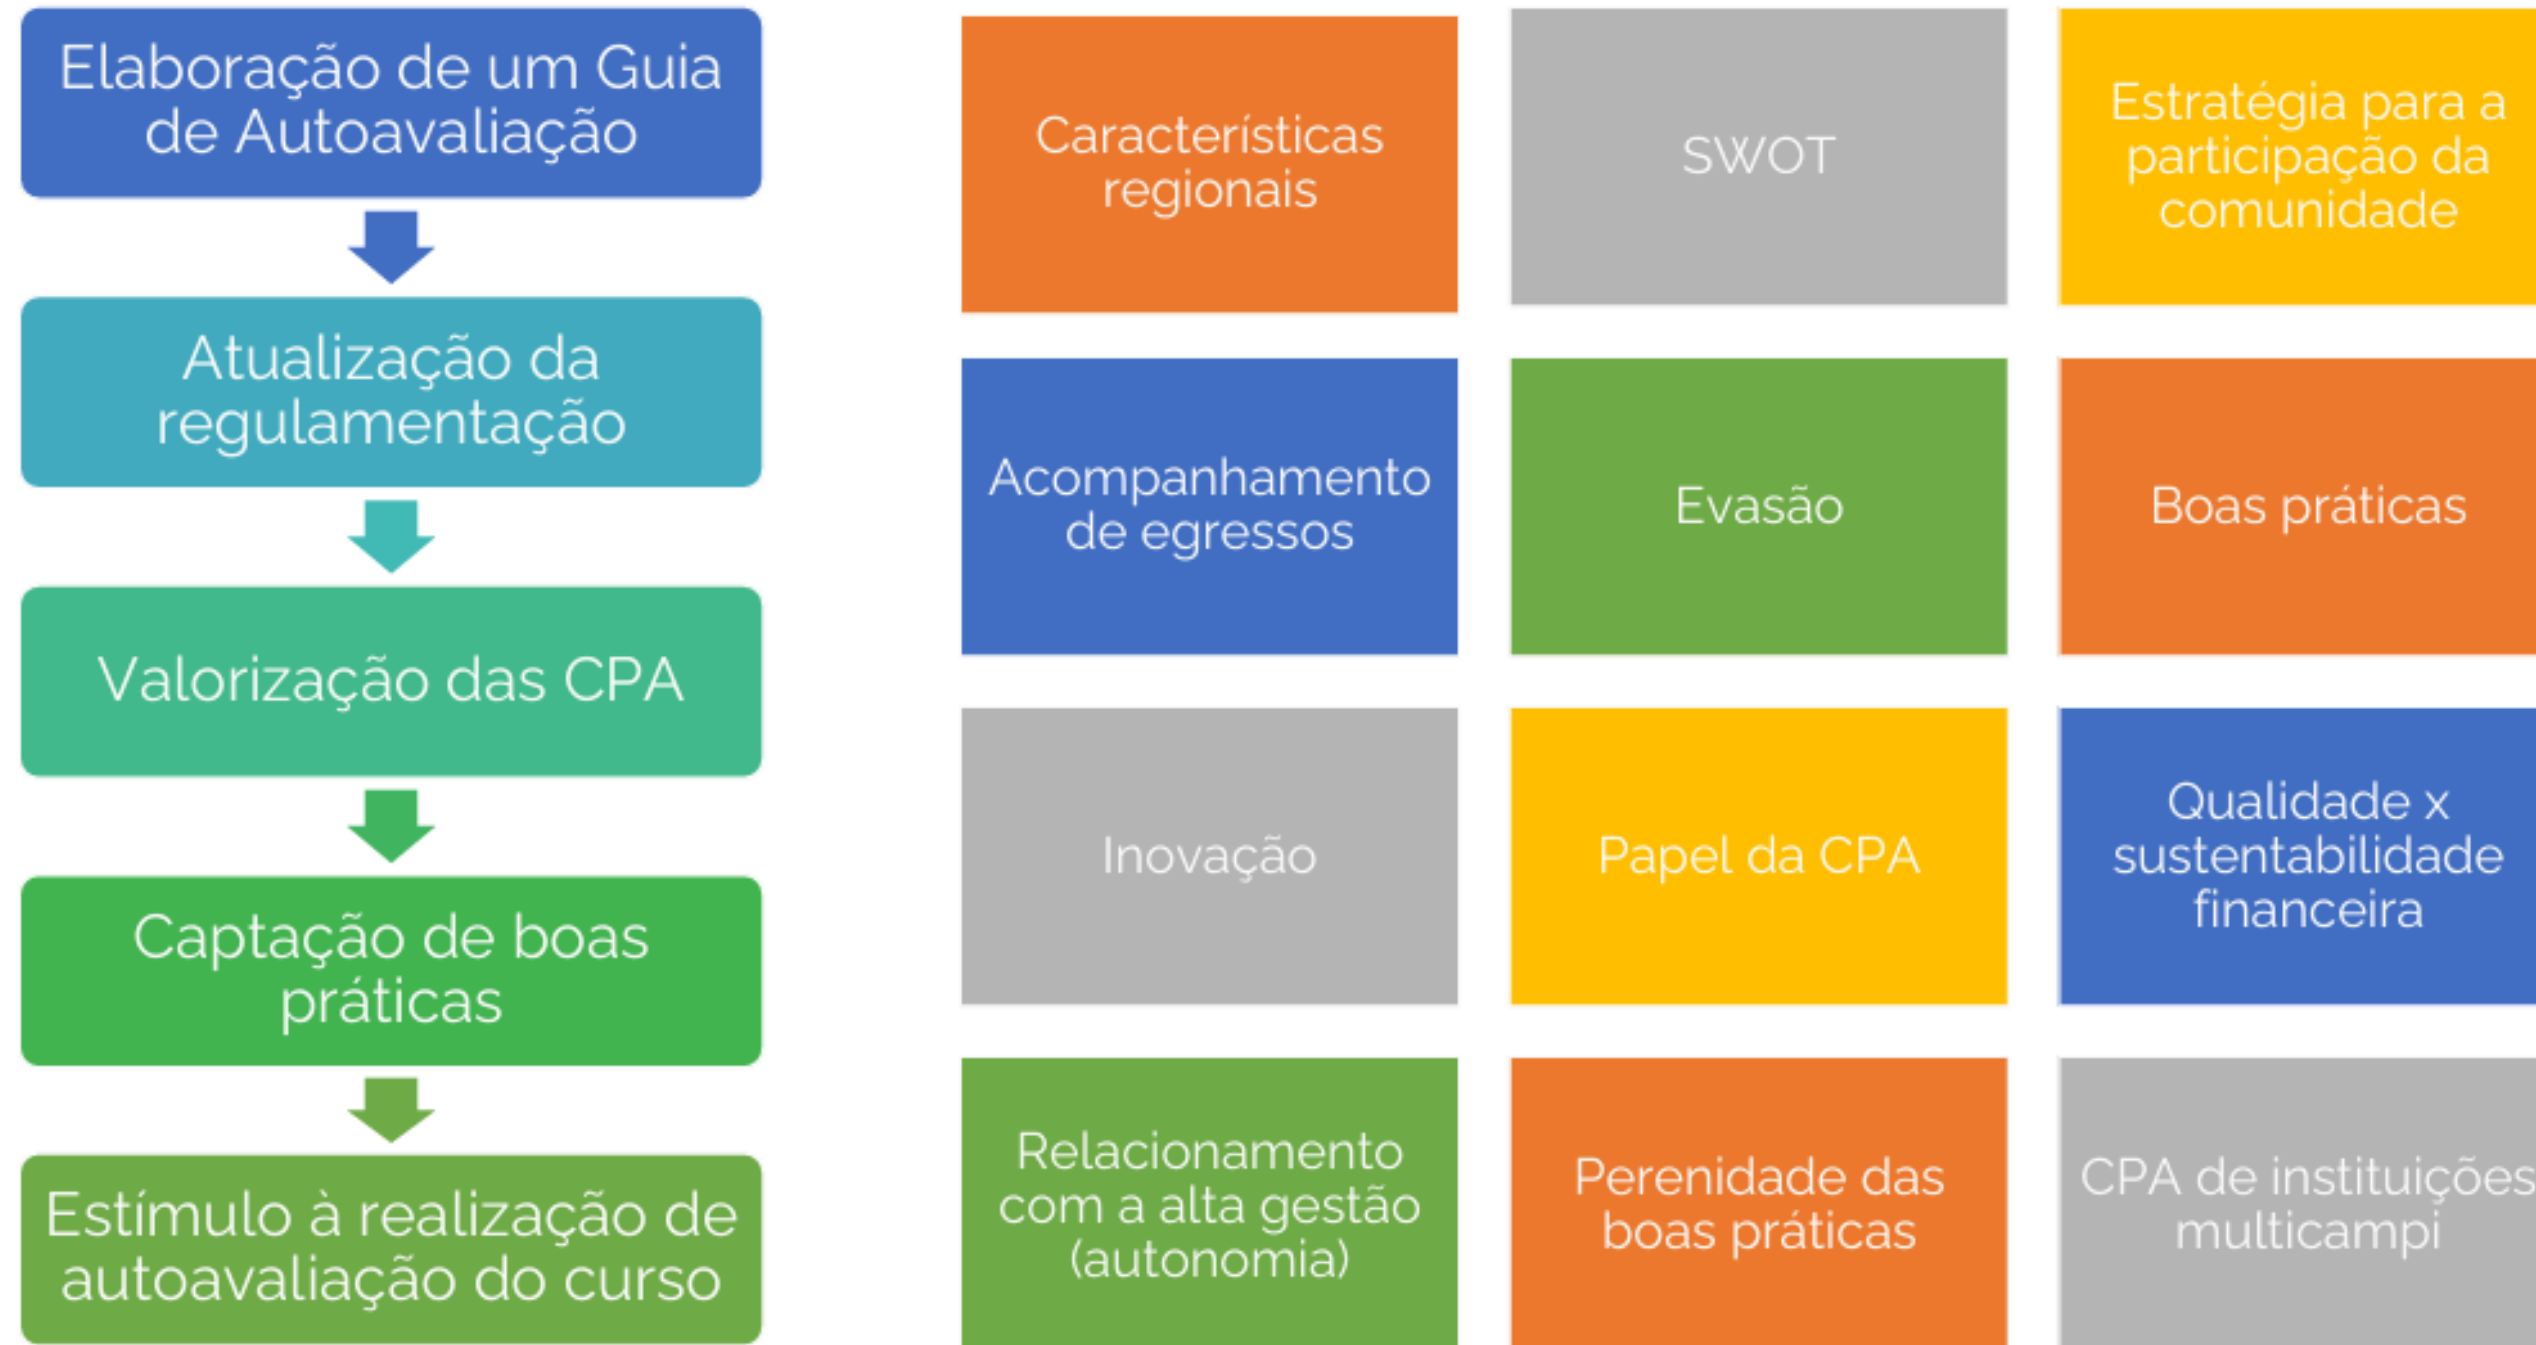 Elaboração de um Guia
de Autoavaliação
Atualização da
regulamentação
Valorização das CPA
Captação de boas
práticas
Estímulo à realização de
autoavaliação do curso
Características
regionais
SWOT
Estratégia para a
participação da
comunidade
Acompanhamento
de egressos
Evasão
Boas práticas
Inovação
Papel da CPA
Qualidade x
sustentabilidade
financeira
Relacionamento
com a alta gestão
(autonomia)
Perenidade das
boas práticas
CPA de instituições
multicampi